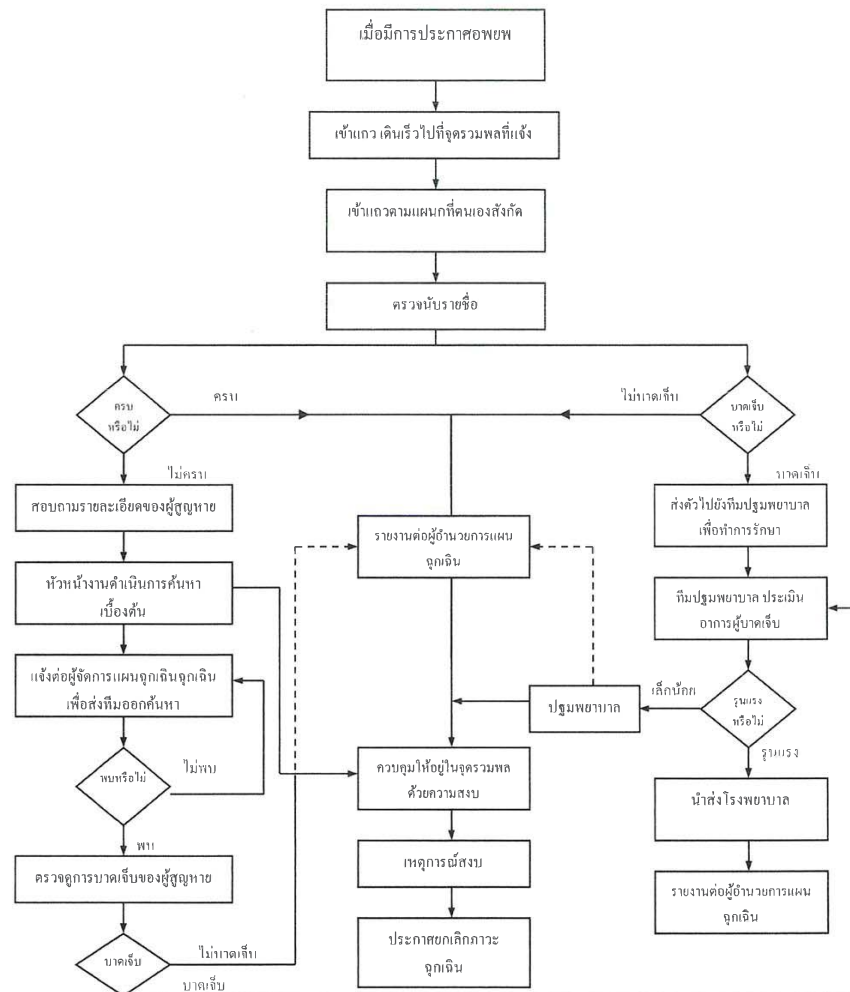 เมื่อมีการประกาศอพยพ
เข้าแถว เดินเร็วไปที่จุดรวมพลที่แจ้ง
เข้าแถวตามแผนกที่ตนเองสังกัด
ตรวจนับรายชื่อ
ครบ
หรือไม่
ครบ
ไม่บาดเจ็บ
บาดเจ็บ
หรือไม่
ไม่ครบ
บาดเจ็บ
สอบถามรายละเอียดของผู้สูญหาย
รายงานต่อผู้อำนวยการแผน
ฉุกเฉิน
ส่งตัวไปยังทีมปฐมพยาบาล
เพื่อทำการรักษา
หัวหน้างานดำเนินการค้นหา
เบื้องต้น
ทีมปฐมพยาบาล ประเมิน
อาการผู้บาดเจ็บ
แจ้งต่อผู้จัดการแผนฉุกเฉินฉุกเฉิน
เพื่อส่งทีมออกค้นหา
ปฐมพยาบาล
เล็กน้อย
รุนแรง
หรือไม่
รุนแรง
พบหรือไม่
ไม่พบ
พบ
ควบคุมให้อยู่ในจุดรวมพล
ด้วยความสงบ
นำส่งโรงพยาบาล
ตรวจดูการบาดเจ็บของผู้สูญหาย
เหตุการณ์สงบ
รายงานต่อผู้อำนวยการแผน
ฉุกเฉิน
บาดเจ็บ
ไม่บาดเจ็บ
บาดเจ็บ
ประกาศยกเลิกภาวะ
ฉุกเฉิน